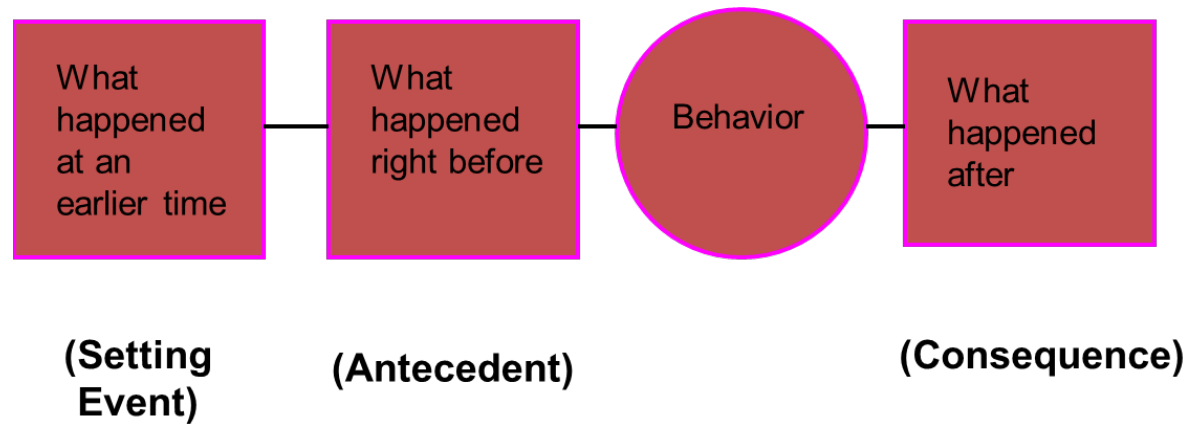 What
happened
at an
earlier time
What
happened
right before
Behavior
What
happened
after
(Setting
Event)
(Antecedent)
(Consequence)